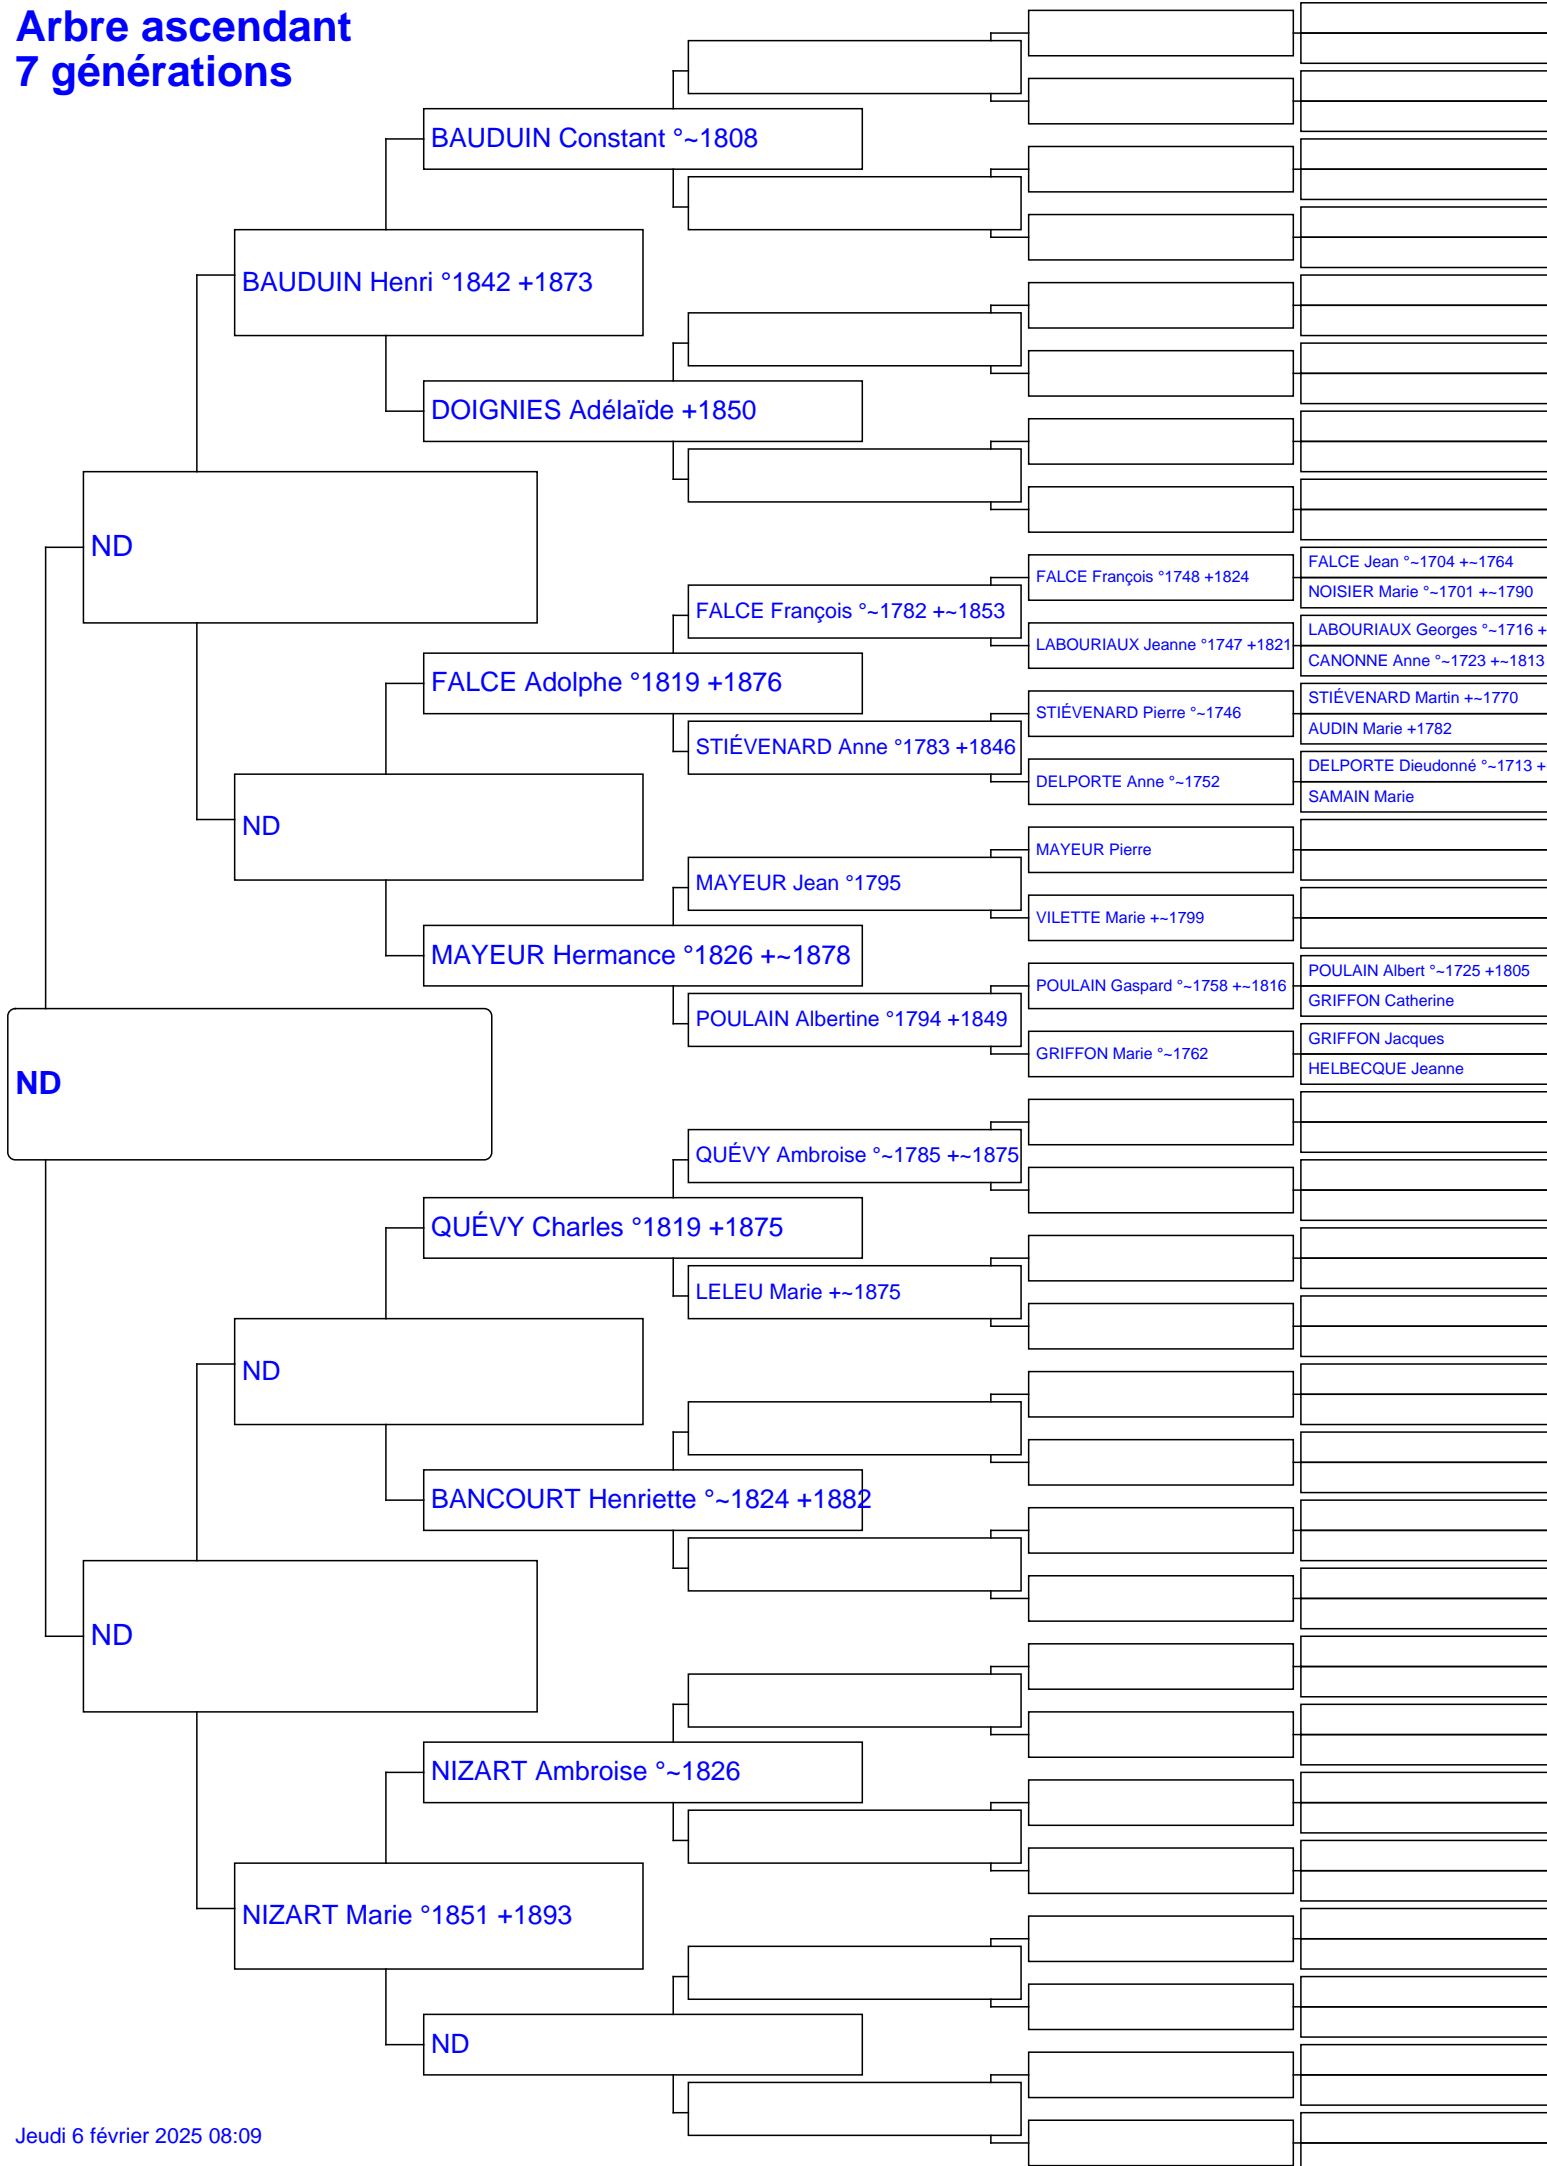 Arbre ascendant
7 générations
BAUDUIN Constant °~1808
BAUDUIN Henri °1842 +1873
DOIGNIES Adélaïde +1850
ND
FALCE Jean °~1704 +~1764
FALCE François °1748 +1824
NOISIER Marie °~1701 +~1790
FALCE François °~1782 +~1853
LABOURIAUX Georges °~1716 +
LABOURIAUX Jeanne °1747 +1821
CANONNE Anne °~1723 +~1813
FALCE Adolphe °1819 +1876
STIÉVENARD Martin +~1770
STIÉVENARD Pierre °~1746
AUDIN Marie +1782
STIÉVENARD Anne °1783 +1846
DELPORTE Dieudonné °~1713 +
DELPORTE Anne °~1752
SAMAIN Marie
ND
MAYEUR Pierre
MAYEUR Jean °1795
VILETTE Marie +~1799
MAYEUR Hermance °1826 +~1878
POULAIN Albert °~1725 +1805
POULAIN Gaspard °~1758 +~1816
GRIFFON Catherine
POULAIN Albertine °1794 +1849
GRIFFON Jacques
GRIFFON Marie °~1762
HELBECQUE Jeanne
ND
QUÉVY Ambroise °~1785 +~1875
QUÉVY Charles °1819 +1875
LELEU Marie +~1875
ND
BANCOURT Henriette °~1824 +1882
ND
NIZART Ambroise °~1826
NIZART Marie °1851 +1893
ND
Jeudi 6 février 2025 08:09